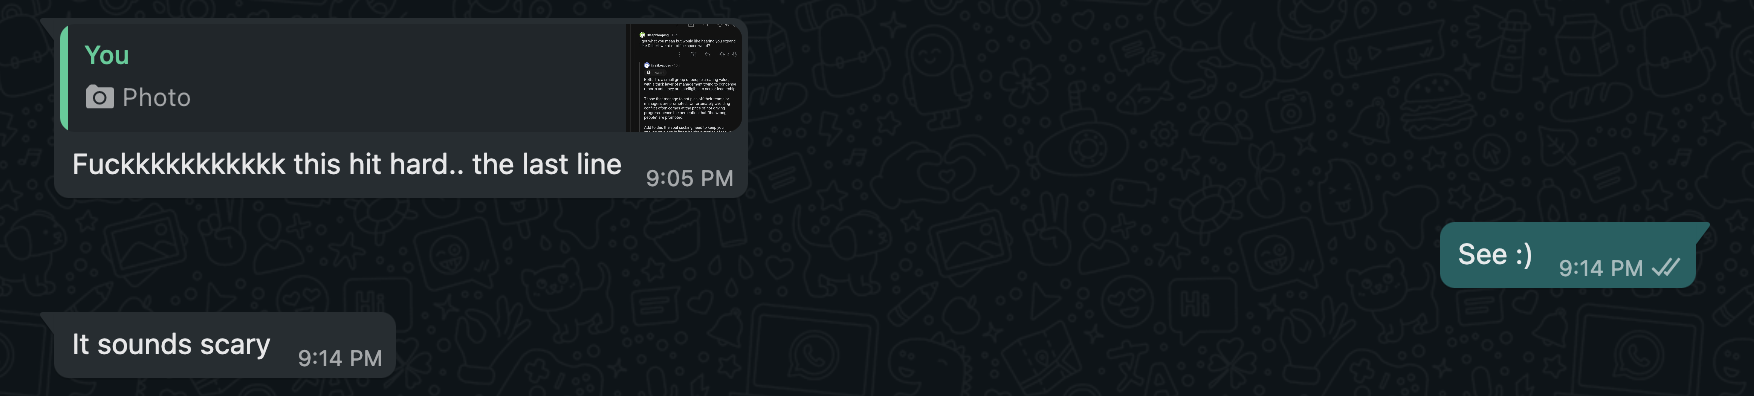 You
Photo
Fuckkkkkkkkkkk this hit hard.. the last line
9:05 PM
See :)
9:14 PM
It sounds scary
9:14 PM